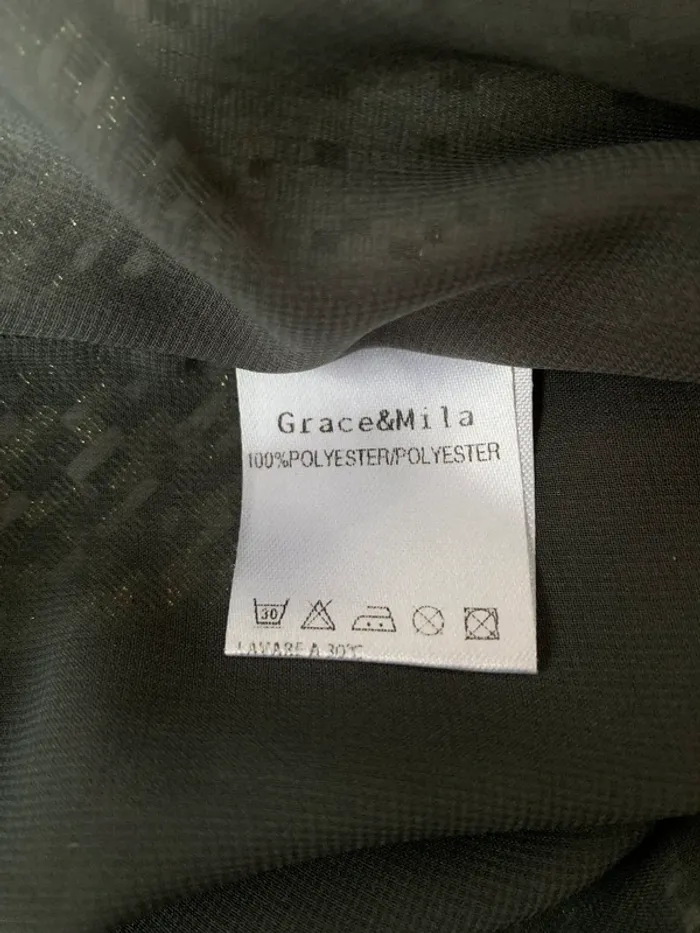 Grace&Mila
100%POLYESTER/POLYESTER
30
LAVARE A 30°C